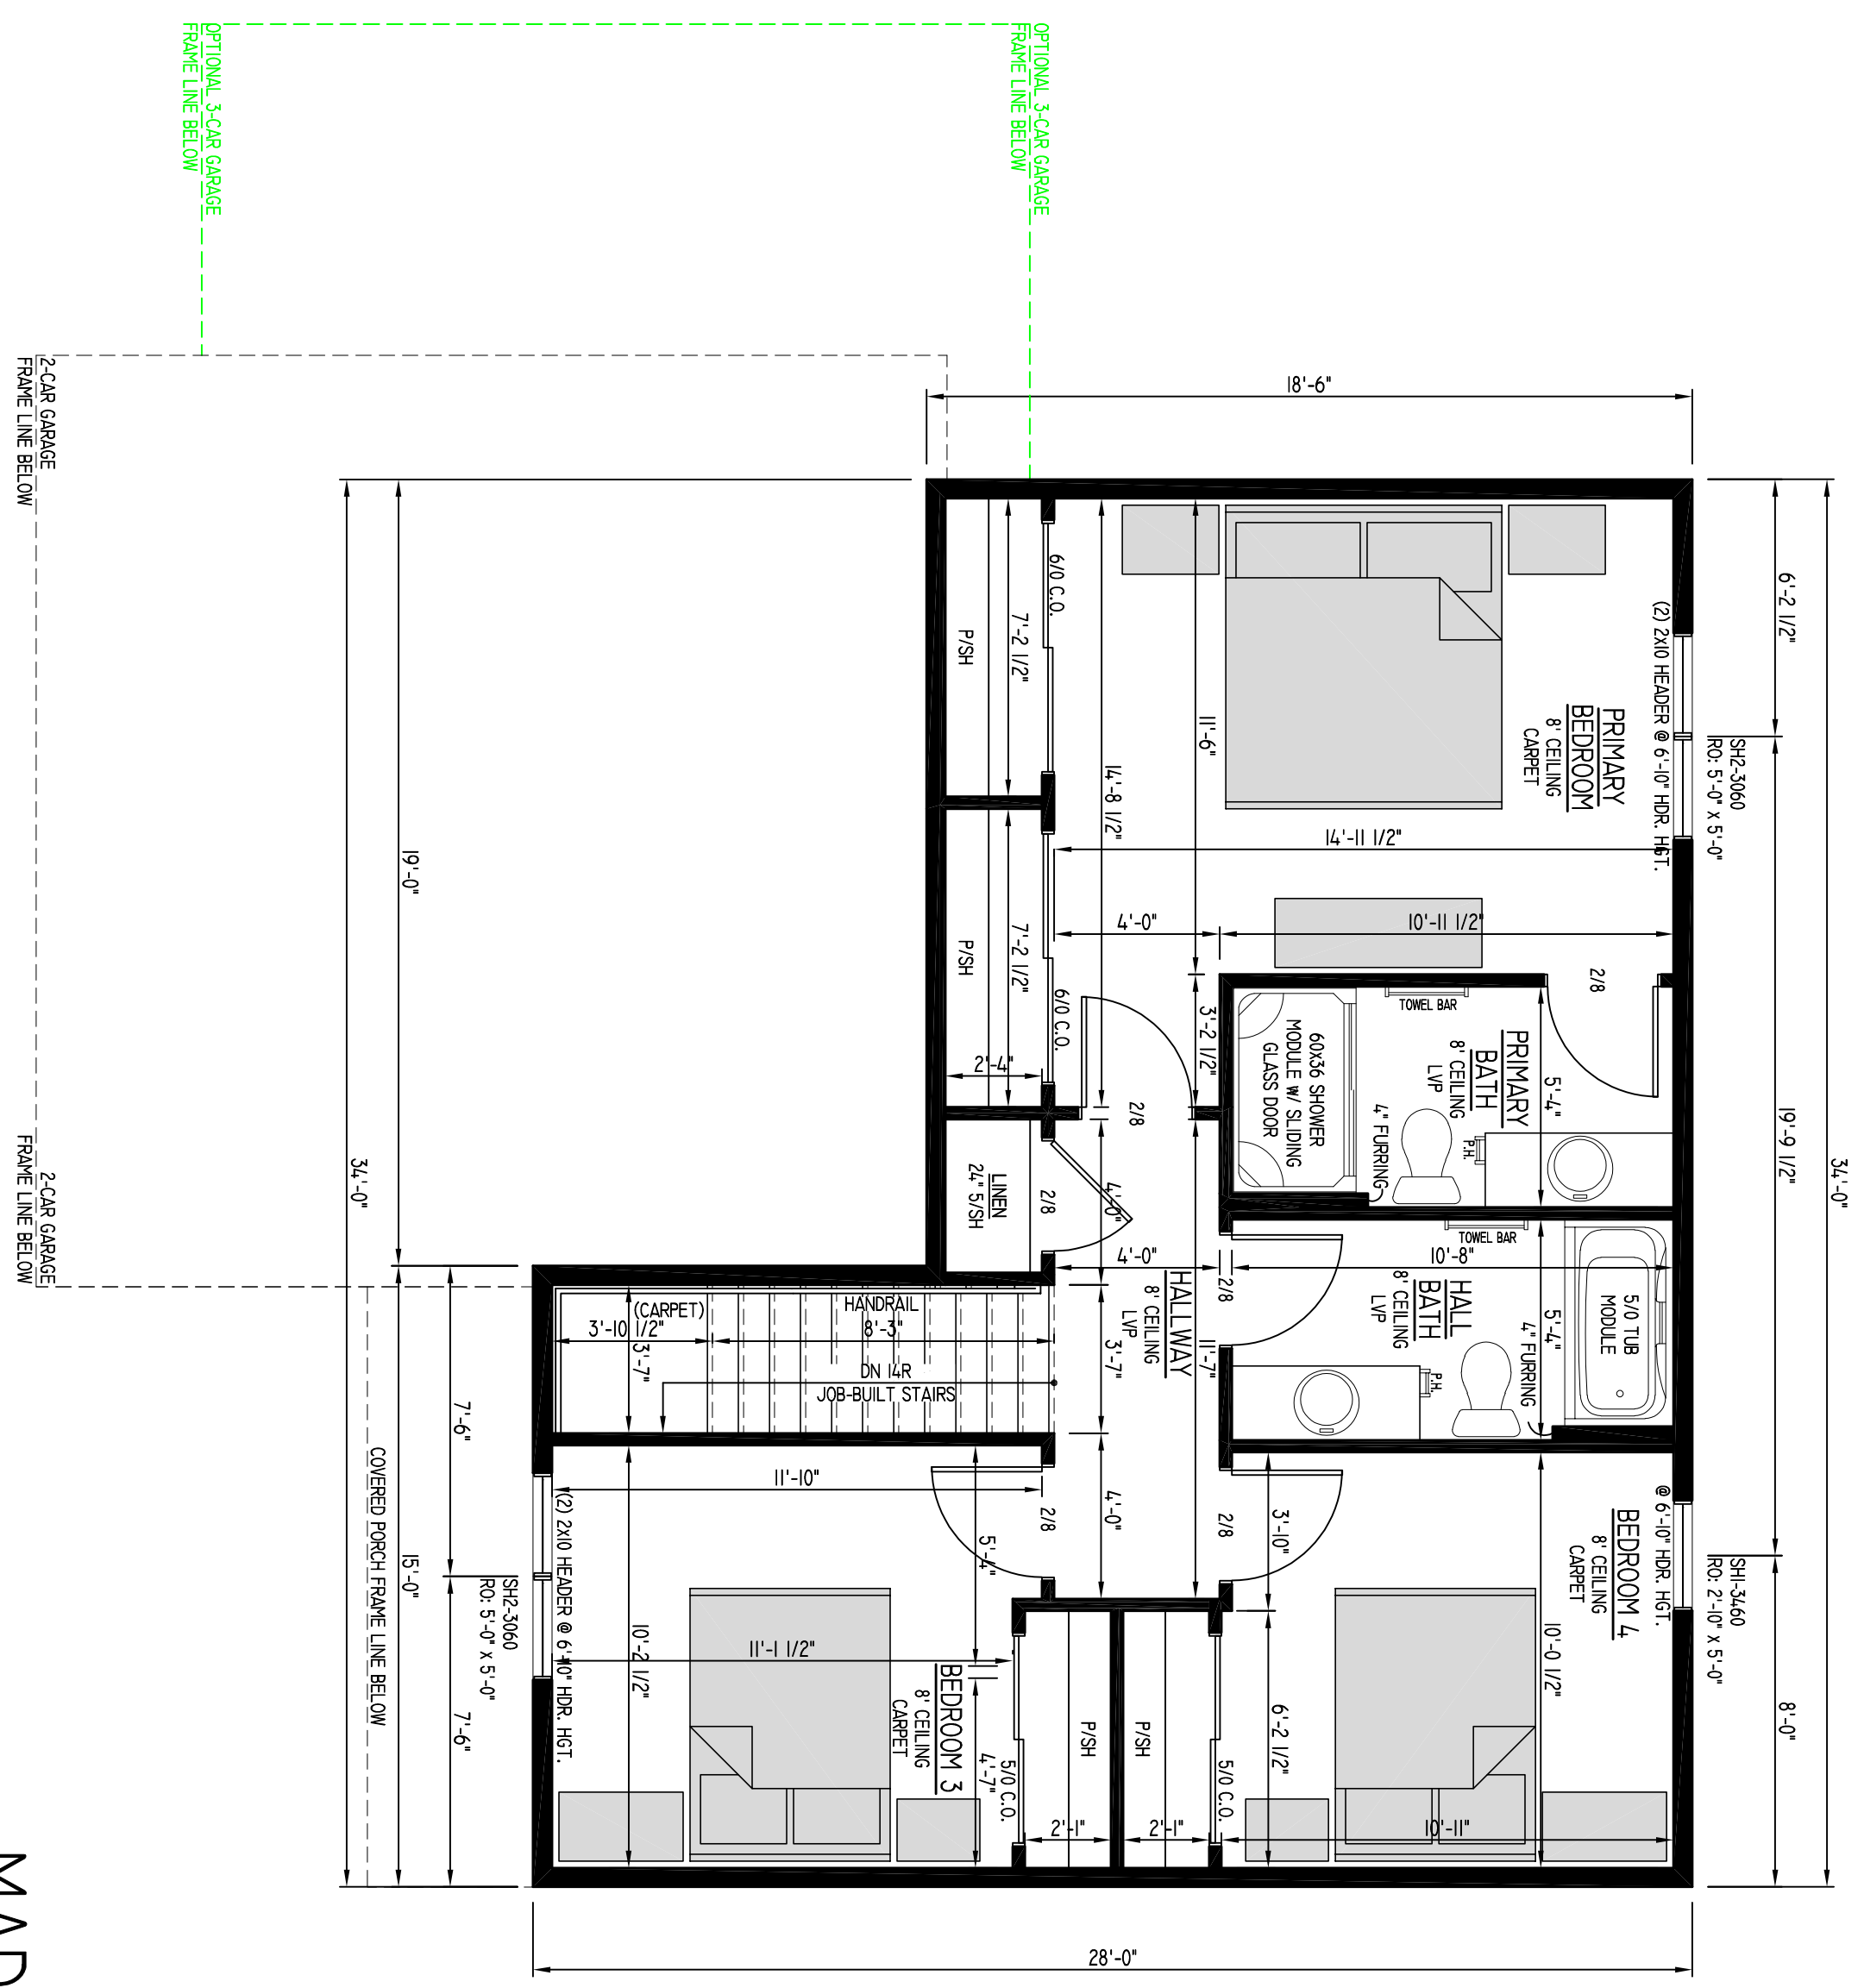 OPTIONAL 3-CAR GARAGE
FRAME LINE BELOW
OPTIONAL 3-CAR GARAGE
FRAME LINE BELOW
2-CAR GARAGE
FRAME LINE BELOW
2-CAR GARAGE
FRAME LINE BELOW
COVERED PORCH FRAME LINE BELOW
34'-0"
6'-2 1/2"
19'-9 1/2"
8'-0"
SH2-3060
RO: 5'-0" X 5'-0"
(2) 2X10 HEADER @ 6'-10" HDR. HGT.
SH1-3460
RO: 2'-10" X 5'-0"
@ 6'-10" HDR. HGT.
18'-6"
28'-0"
PRIMARY
BEDROOM
8' CEILING
CARPET
14'-11 1/2"
10'-11 1/2"
4'-0"
11'-6"
14'-8 1/2"
3'-2 1/2"
7'-2 1/2"
7'-2 1/2"
6/0 C.O.
6/0 C.O.
P/SH
P/SH
2'-4"
2/8
2/8
PRIMARY
BATH
8' CEILING
LVP
TOWEL BAR
5'-4"
4" FURRING
P.H.
60X36 SHOWER
MODULE W/ SLIDING
GLASS DOOR
HALL
BATH
8' CEILING
LVP
TOWEL BAR
10'-8"
5'-4"
4" FURRING
P.H.
5/0 TUB
MODULE
2/8
LINEN
24" 5/SH
2/8
4'-0"
4'-0"
HALLWAY
8' CEILING
LVP
11'-7"
3'-7"
4'-0"
HANDRAIL
(CARPET)
3'-10 1/2"
8'-3"
3'-7"
DN 14R
JOB-BUILT STAIRS
BEDROOM 4
8' CEILING
CARPET
10'-0 1/2"
3'-10"
6'-2 1/2"
10'-11"
2/8
5/0 C.O.
P/SH
2'-1"
BEDROOM 3
8' CEILING
CARPET
11'-10"
11'-1 1/2"
10'-2 1/2"
5'-4"
4'-7"
2/8
5/0 C.O.
P/SH
2'-1"
(2) 2X10 HEADER @ 6'-10" HDR. HGT.
SH2-3060
RO: 5'-0" X 5'-0"
7'-6"
7'-6"
19'-0"
15'-0"
34'-0"
MAD